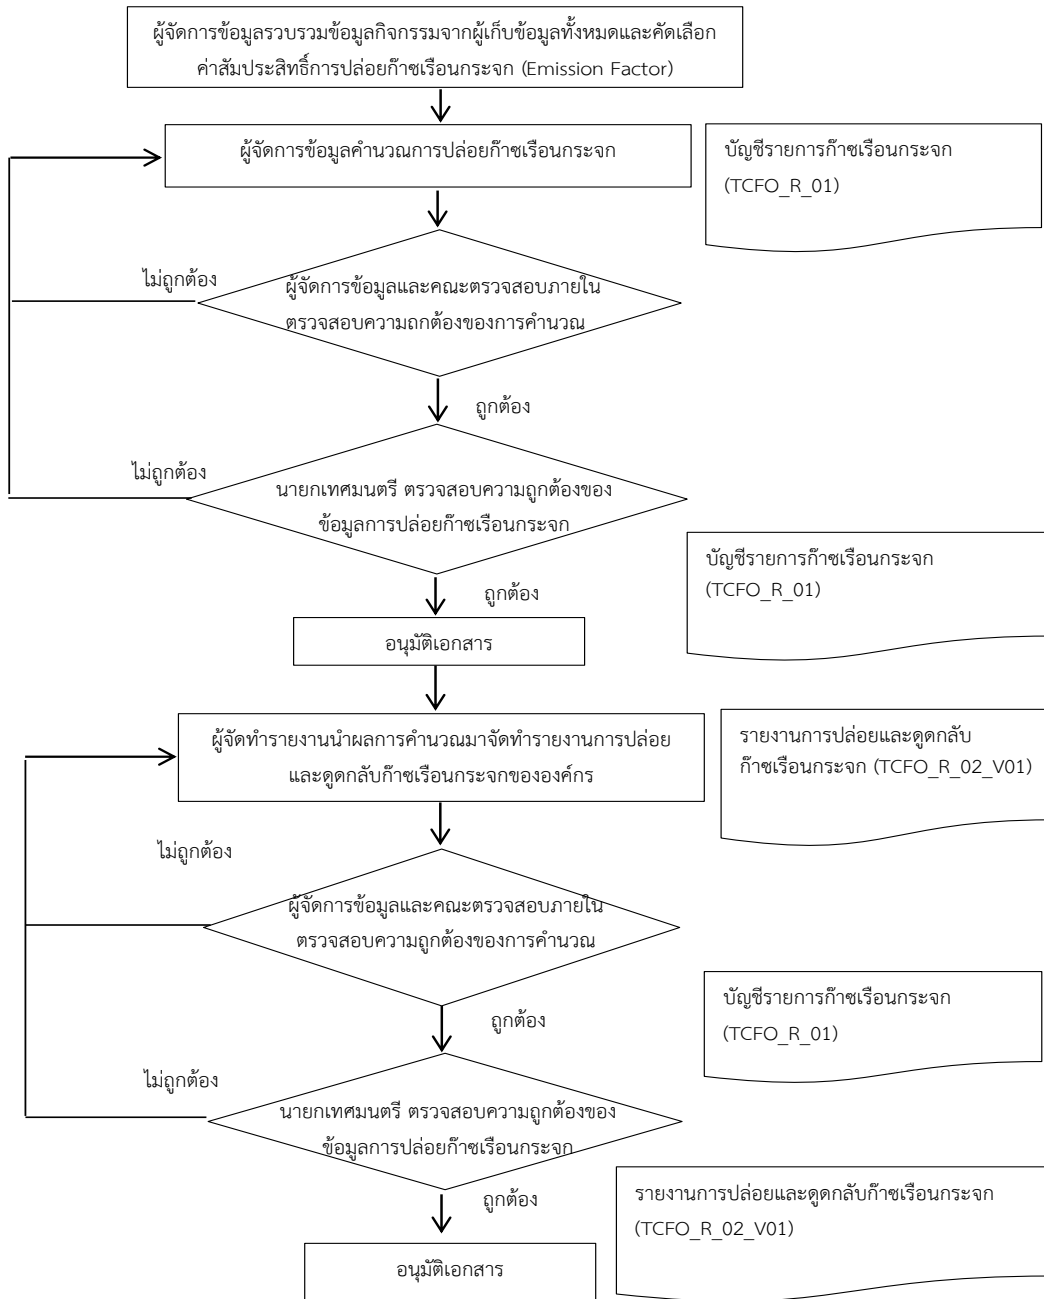 ผู้จัดการข้อมูลรวบรวมข้อมูลกิจกรรมจากผู้เก็บข้อมูลทั้งหมดและคัดเลือก
ค่าสัมประสิทธิ์การปล่อยก๊าซเรือนกระจก (Emission Factor)
ผู้จัดการข้อมูลคำนวณการปล่อยก๊าซเรือนกระจก
บัญชีรายการก๊าซเรือนกระจก
(TCFO_R_01)
ไม่ถูกต้อง
ผู้จัดการข้อมูลและคณะตรวจสอบภายใน
ตรวจสอบความถกต้องของการคำนวณ
ถูกต้อง
ไม่ถูกต้อง
นายกเทศมนตรี ตรวจสอบความถูกต้องของ
ข้อมูลการปล่อยก๊าซเรือนกระจก
บัญชีรายการก๊าซเรือนกระจก
(TCFO_R_01)
ถูกต้อง
อนุมัติเอกสาร
ผู้จัดทำรายงานนำผลการคำนวณมาจัดทำรายงานการปล่อย
และดูดกลับก๊าซเรือนกระจกขององค์กร
รายงานการปล่อยและดูดกลับ
ก๊าซเรือนกระจก (TCFO_R_02_V01)
ไม่ถูกต้อง
ผู้จัดการข้อมูลและคณะตรวจสอบภายใน
ตรวจสอบความถูกต้องของการคำนวณ
บัญชีรายการก๊าซเรือนกระจก
(TCFO_R_01)
ถูกต้อง
ไม่ถูกต้อง
นายกเทศมนตรี ตรวจสอบความถูกต้องของ
ข้อมูลการปล่อยก๊าซเรือนกระจก
ถูกต้อง
รายงานการปล่อยและดูดกลับก๊าซเรือนกระจก
(TCFO_R_02_V01)
อนุมัติเอกสาร